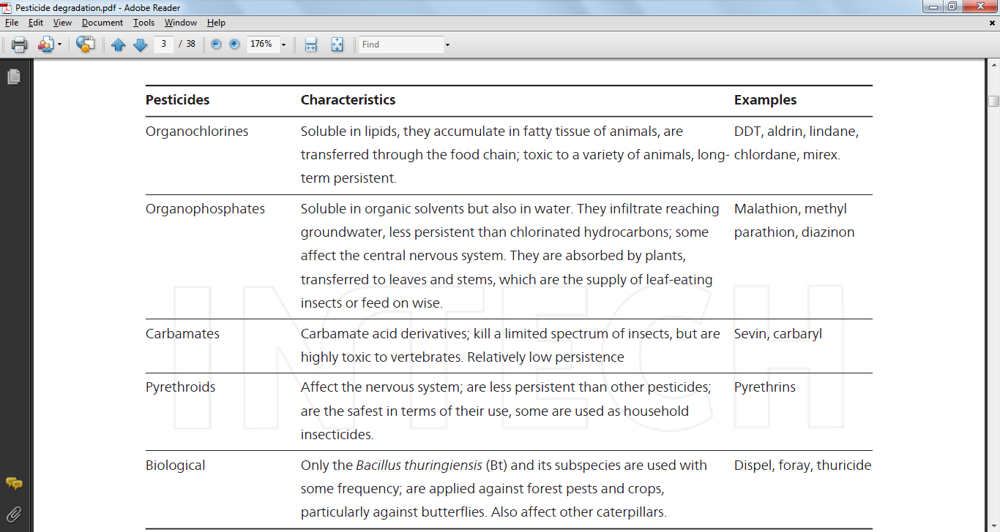 Pesticide degradation.pdf - Adobe Reader
File Edit View Document Tools Window Help
3 / 38 176% Find
Pesticides Characteristics Examples
Organochlorines Soluble in lipids, they accumulate in fatty tissue of animals, are DDT, aldrin, lindane,
transferred through the food chain; toxic to a variety of animals, long- chlordane, mirex.
term persistent.
Organophosphates Soluble in organic solvents but also in water. They infiltrate reaching Malathion, methyl
groundwater, less persistent than chlorinated hydrocarbons; some parathion, diazinon
affect the central nervous system. They are absorbed by plants,
transferred to leaves and stems, which are the supply of leaf-eating
insects or feed on wise.
Carbamates Carbamate acid derivatives; kill a limited spectrum of insects, but are Sevin, carbaryl
highly toxic to vertebrates. Relatively low persistence
Pyrethroids Affect the nervous system; are less persistent than other pesticides; Pyrethrins
are the safest in terms of their use, some are used as household
insecticides.
Biological Only the Bacillus thuringiensis (Bt) and its subspecies are used with Dispel, foray, thuricide
some frequency; are applied against forest pests and crops,
particularly against butterflies. Also affect other caterpillars.
INTECH